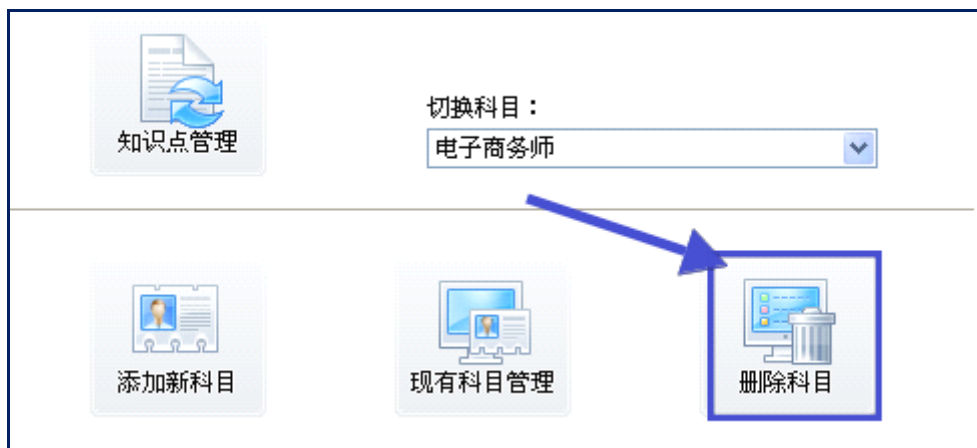 切换科目：
知识点管理
电子商务师
添加新科目
现有科目管理
删除科目